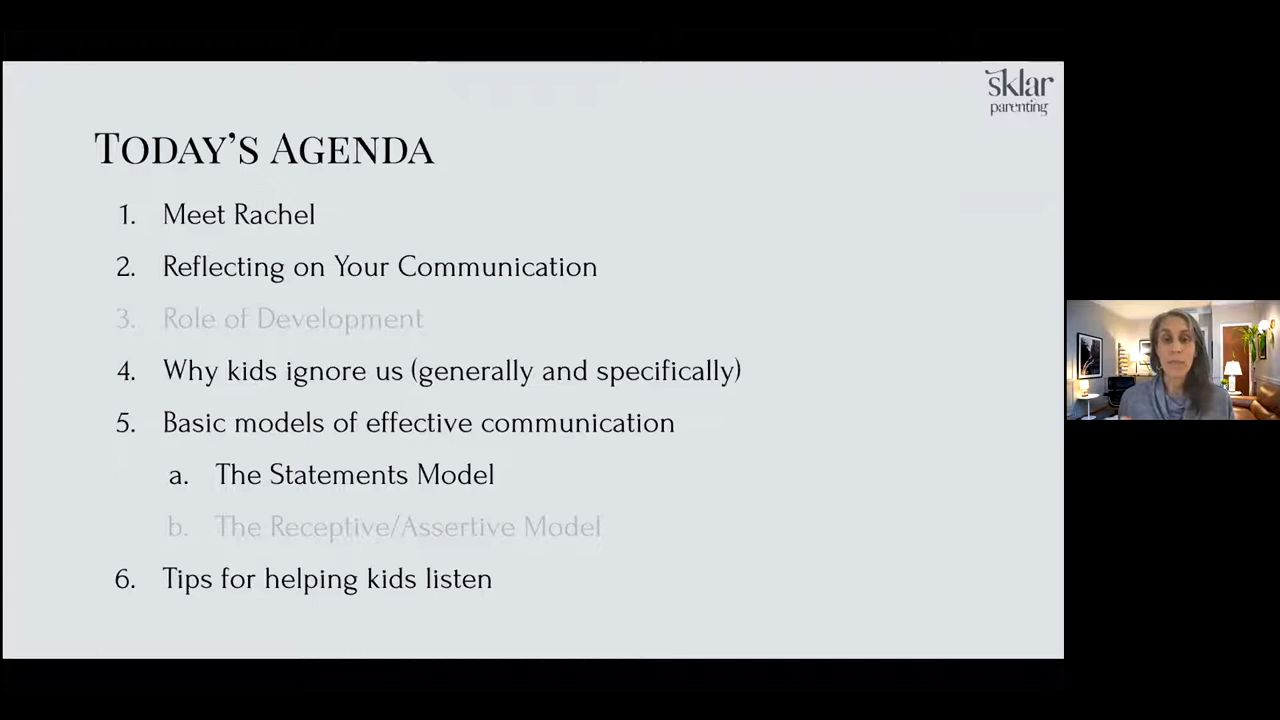 sklar
parenting
Today's Agenda
1. Meet Rachel
2. Reflecting on Your Communication
3. Role of Development
4. Why kids ignore us (generally and specifically)
5. Basic models of effective communication
a. The Statements Model
b. The Receptive/Assertive Model
6. Tips for helping kids listen